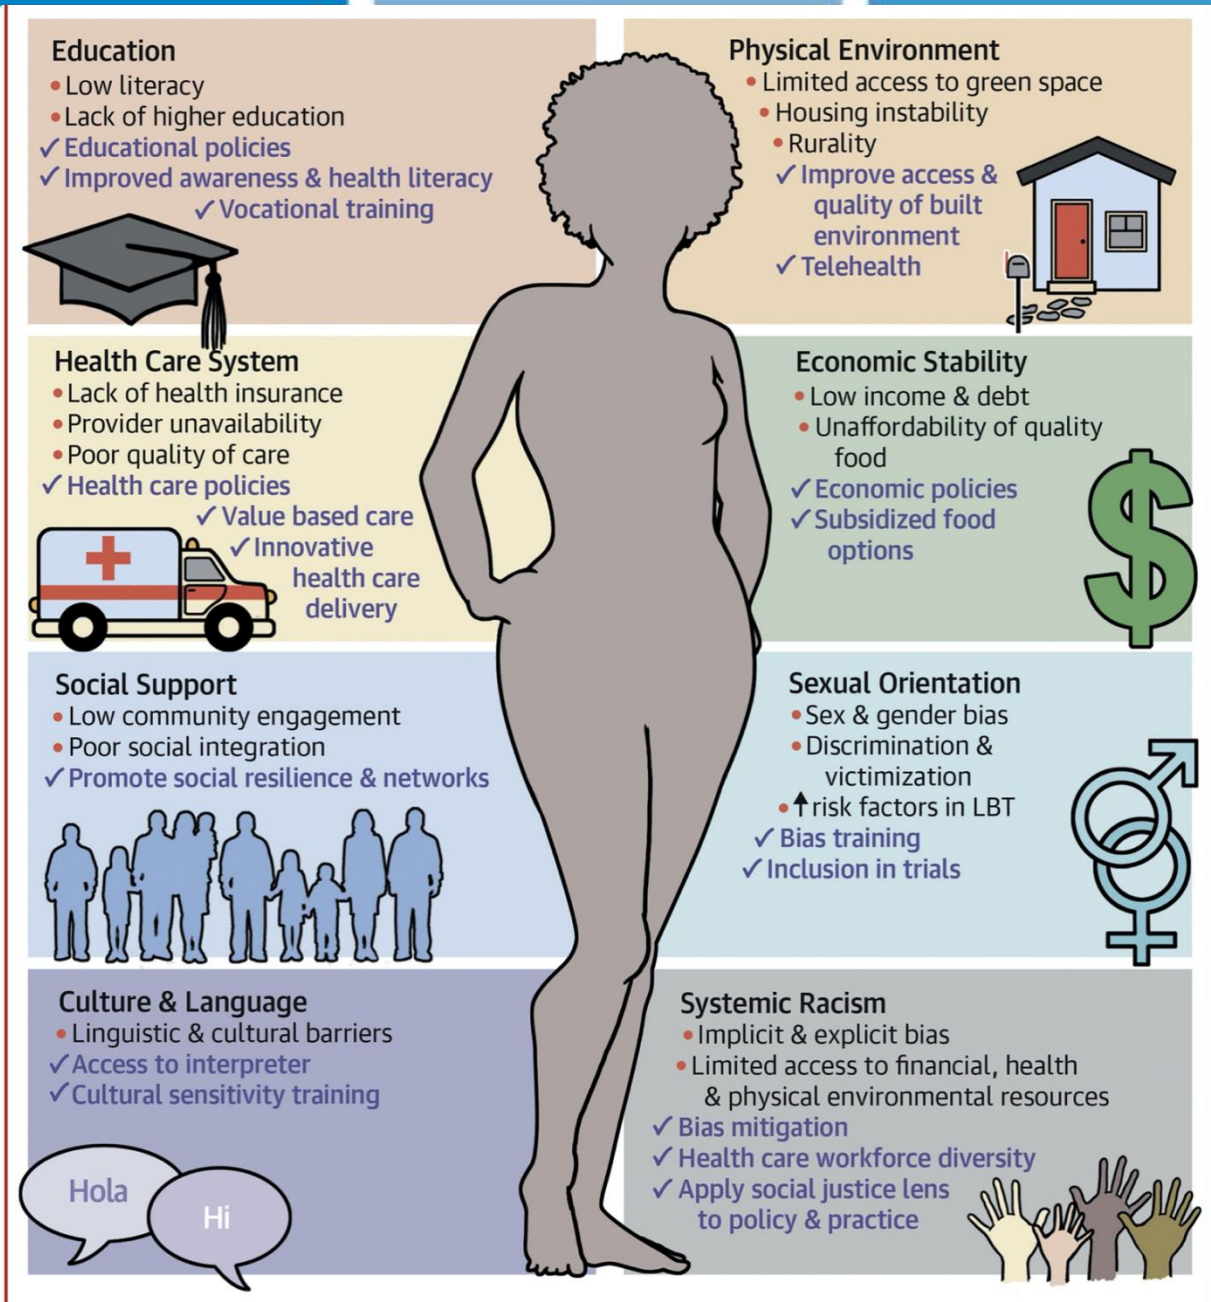 Education
• Low literacy
• Lack of higher education
✓ Educational policies
✓ Improved awareness & health literacy
✓ Vocational training
Physical Environment
• Limited access to green space
• Housing instability
• Rurality
✓ Improve access &
quality of built
environment
✓ Telehealth
Health Care System
• Lack of health insurance
• Provider unavailability
• Poor quality of care
✓ Health care policies
✓ Value based care
✓ Innovative
health care
delivery
Economic Stability
• Low income & debt
• Unaffordability of quality
food
✓ Economic policies
✓ Subsidized food
options
Social Support
• Low community engagement
• Poor social integration
✓ Promote social resilience & networks
Sexual Orientation
• Sex & gender bias
• Discrimination &
victimization
• ↑ risk factors in LBT
✓ Bias training
✓ Inclusion in trials
Culture & Language
• Linguistic & cultural barriers
✓ Access to interpreter
✓ Cultural sensitivity training
Hola
Hi
Systemic Racism
• Implicit & explicit bias
• Limited access to financial, health
& physical environmental resources
✓ Bias mitigation
✓ Health care workforce diversity
✓ Apply social justice lens
to policy & practice